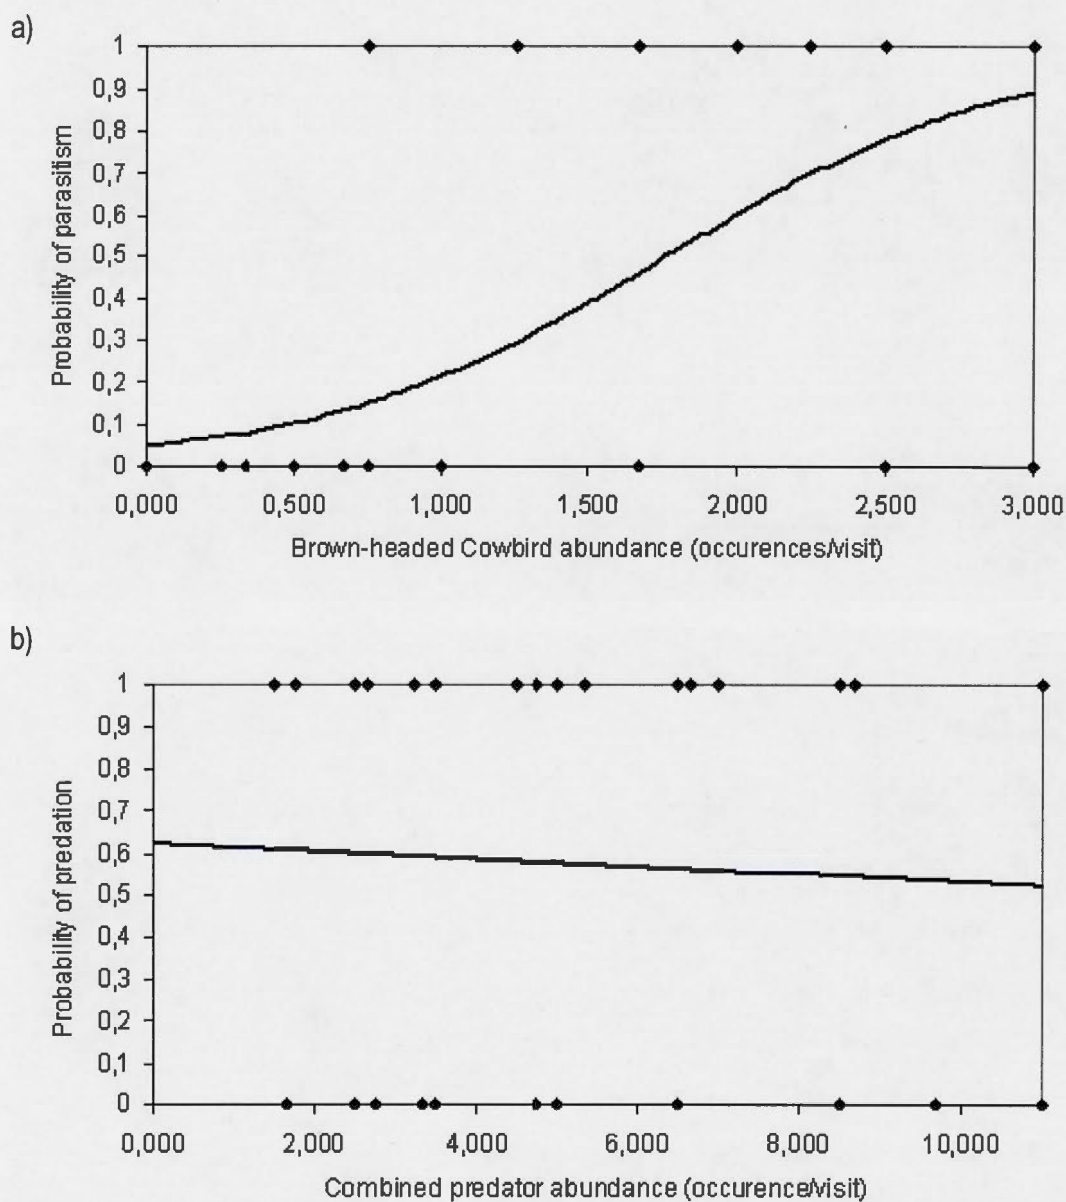 a)
1
0,9
0,8
0,7
0,6
0,5
0,4
0,3
0,2
0,1
0
Probability of parasitism
0,000 0,500 1,000 1,500 2,000 2,500 3,000
Brown-headed Cowbird abundance (occurences/visit)
b)
1
0,9
0,8
0,7
0,6
0,5
0,4
0,3
0,2
0,1
0
Probability of predation
0,000 2,000 4,000 6,000 8,000 10,000
Combined predator abundance (occurence/visit)